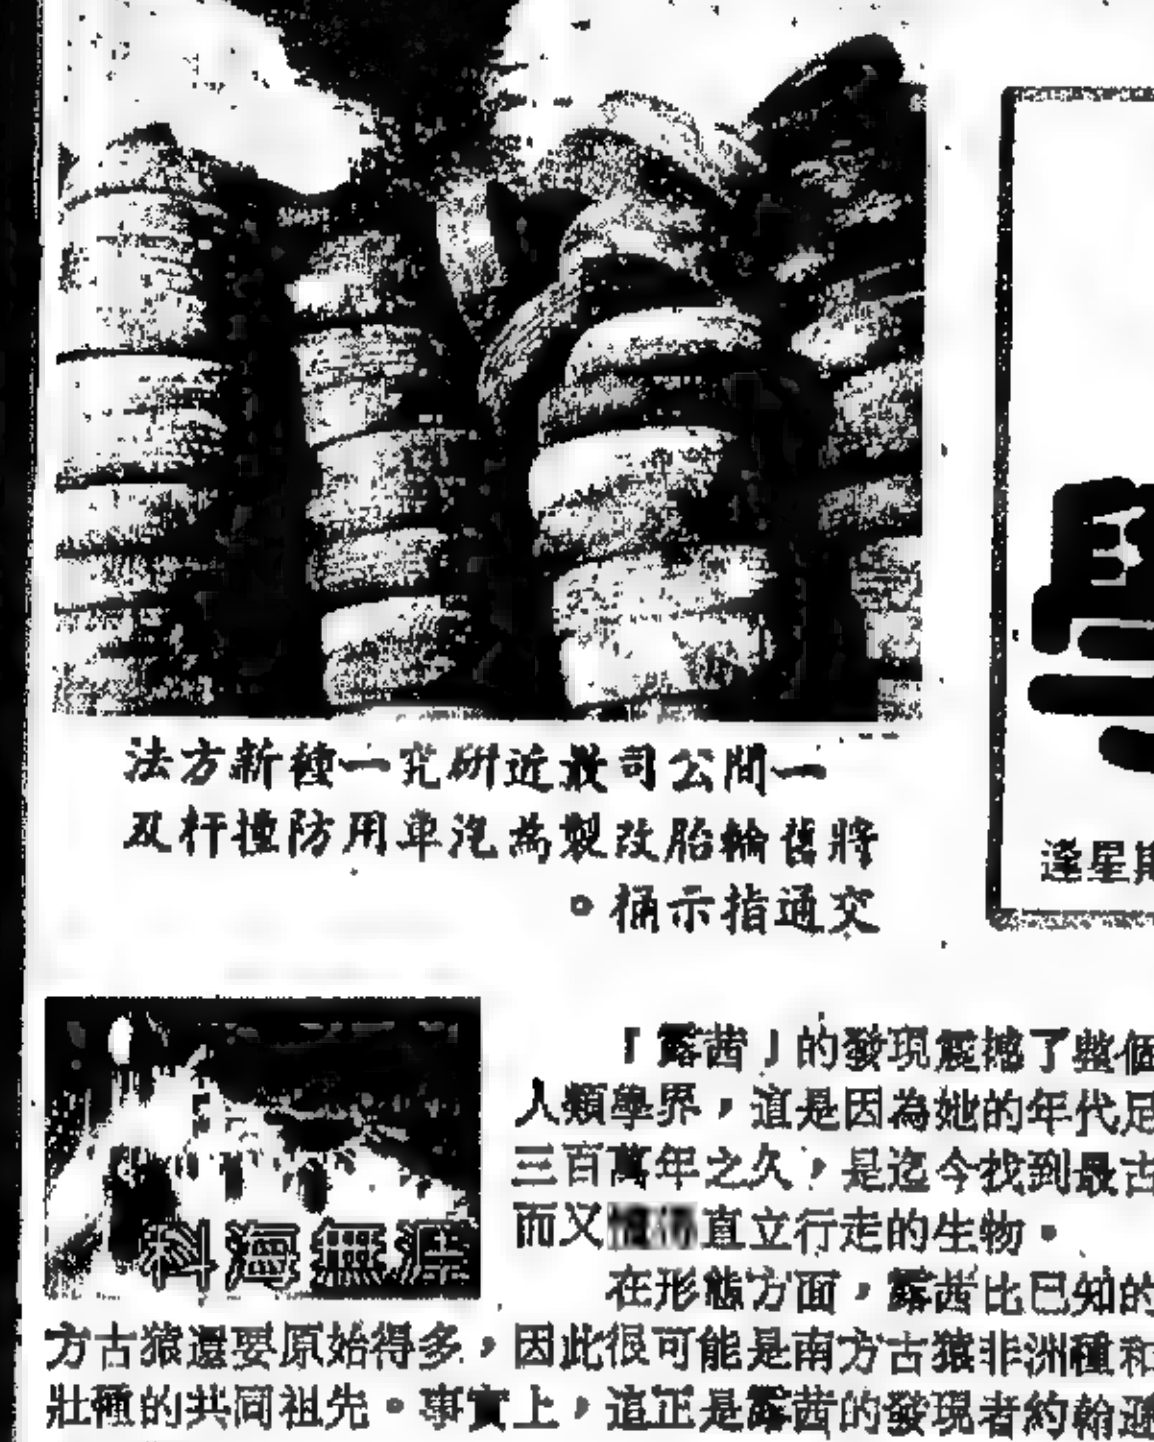 一間公司最近研究一種新方法
將舊輪胎改製為汽車用防撞杆及
交通指示桶。
學
逢星期
科海無涯
「露茜」的發現震撼了整個
人類學界，這是因為她的年代足
三百萬年之久，是迄今找到最古
而又直立行走的生物。
在形態方面，露茜比已知的
方古猿還要原始得多，因此很可能是南方古猿非洲種和
壯種的共同祖先。事實上，這正是露茜的發現者約翰遜